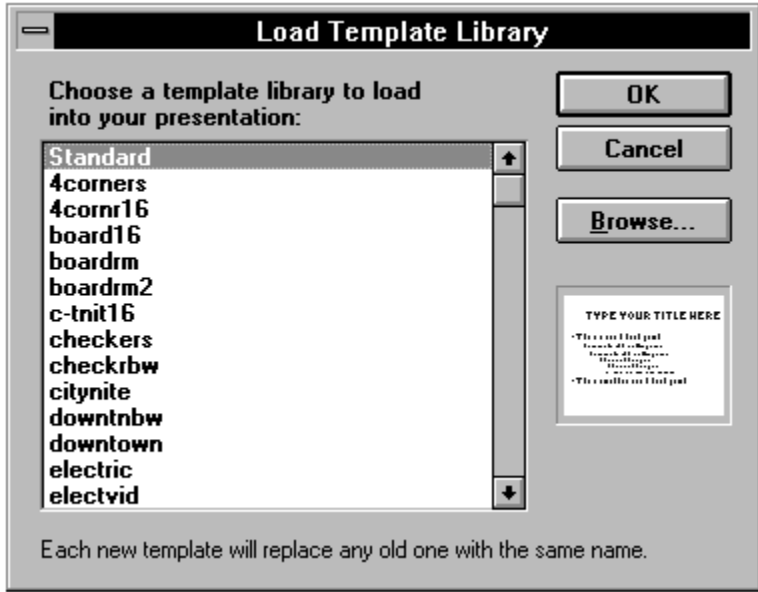 Load Template Library
Choose a template library to load
into your presentation:
Standard
4corners
4cornr16
board16
boardrm
boardrm2
c-tnit16
checkers
checkrbw
citynite
downtnbw
downtown
electric
electvid
OK
Cancel
Browse...
TYPE YOUR TITLE HERE
Each new template will replace any old one with the same name.